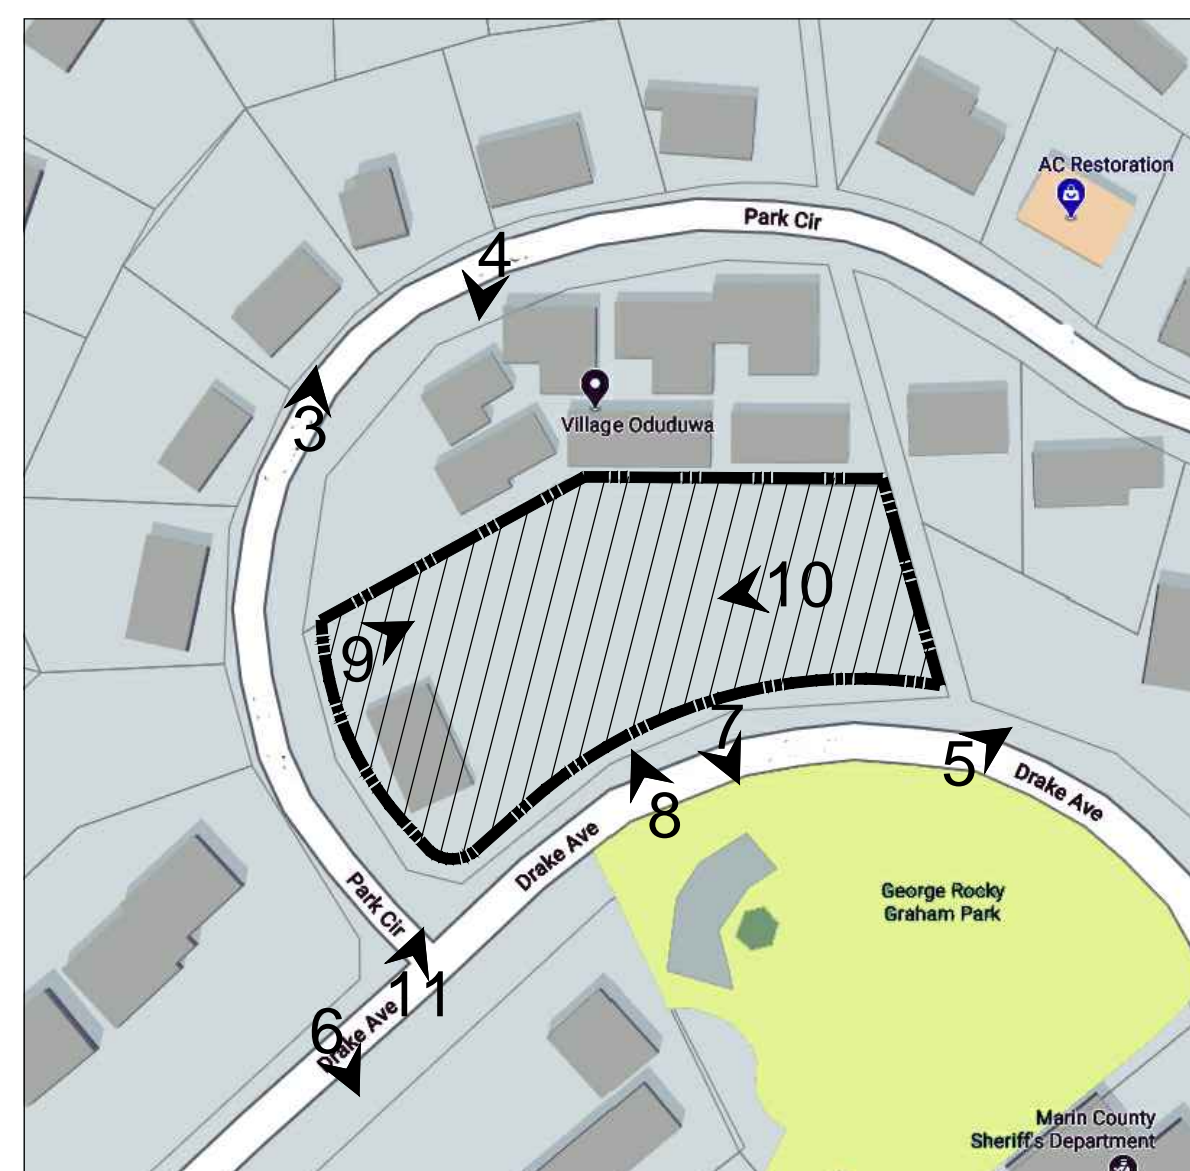 AC Restoration
Park Cir
4
3
Village Oduduwa
10
9
7
5
Drake Ave
8
Drake Ave
George Rocky
Graham Park
Park Cir
11
6
Drake Ave
Marin County
Sheriff's Department